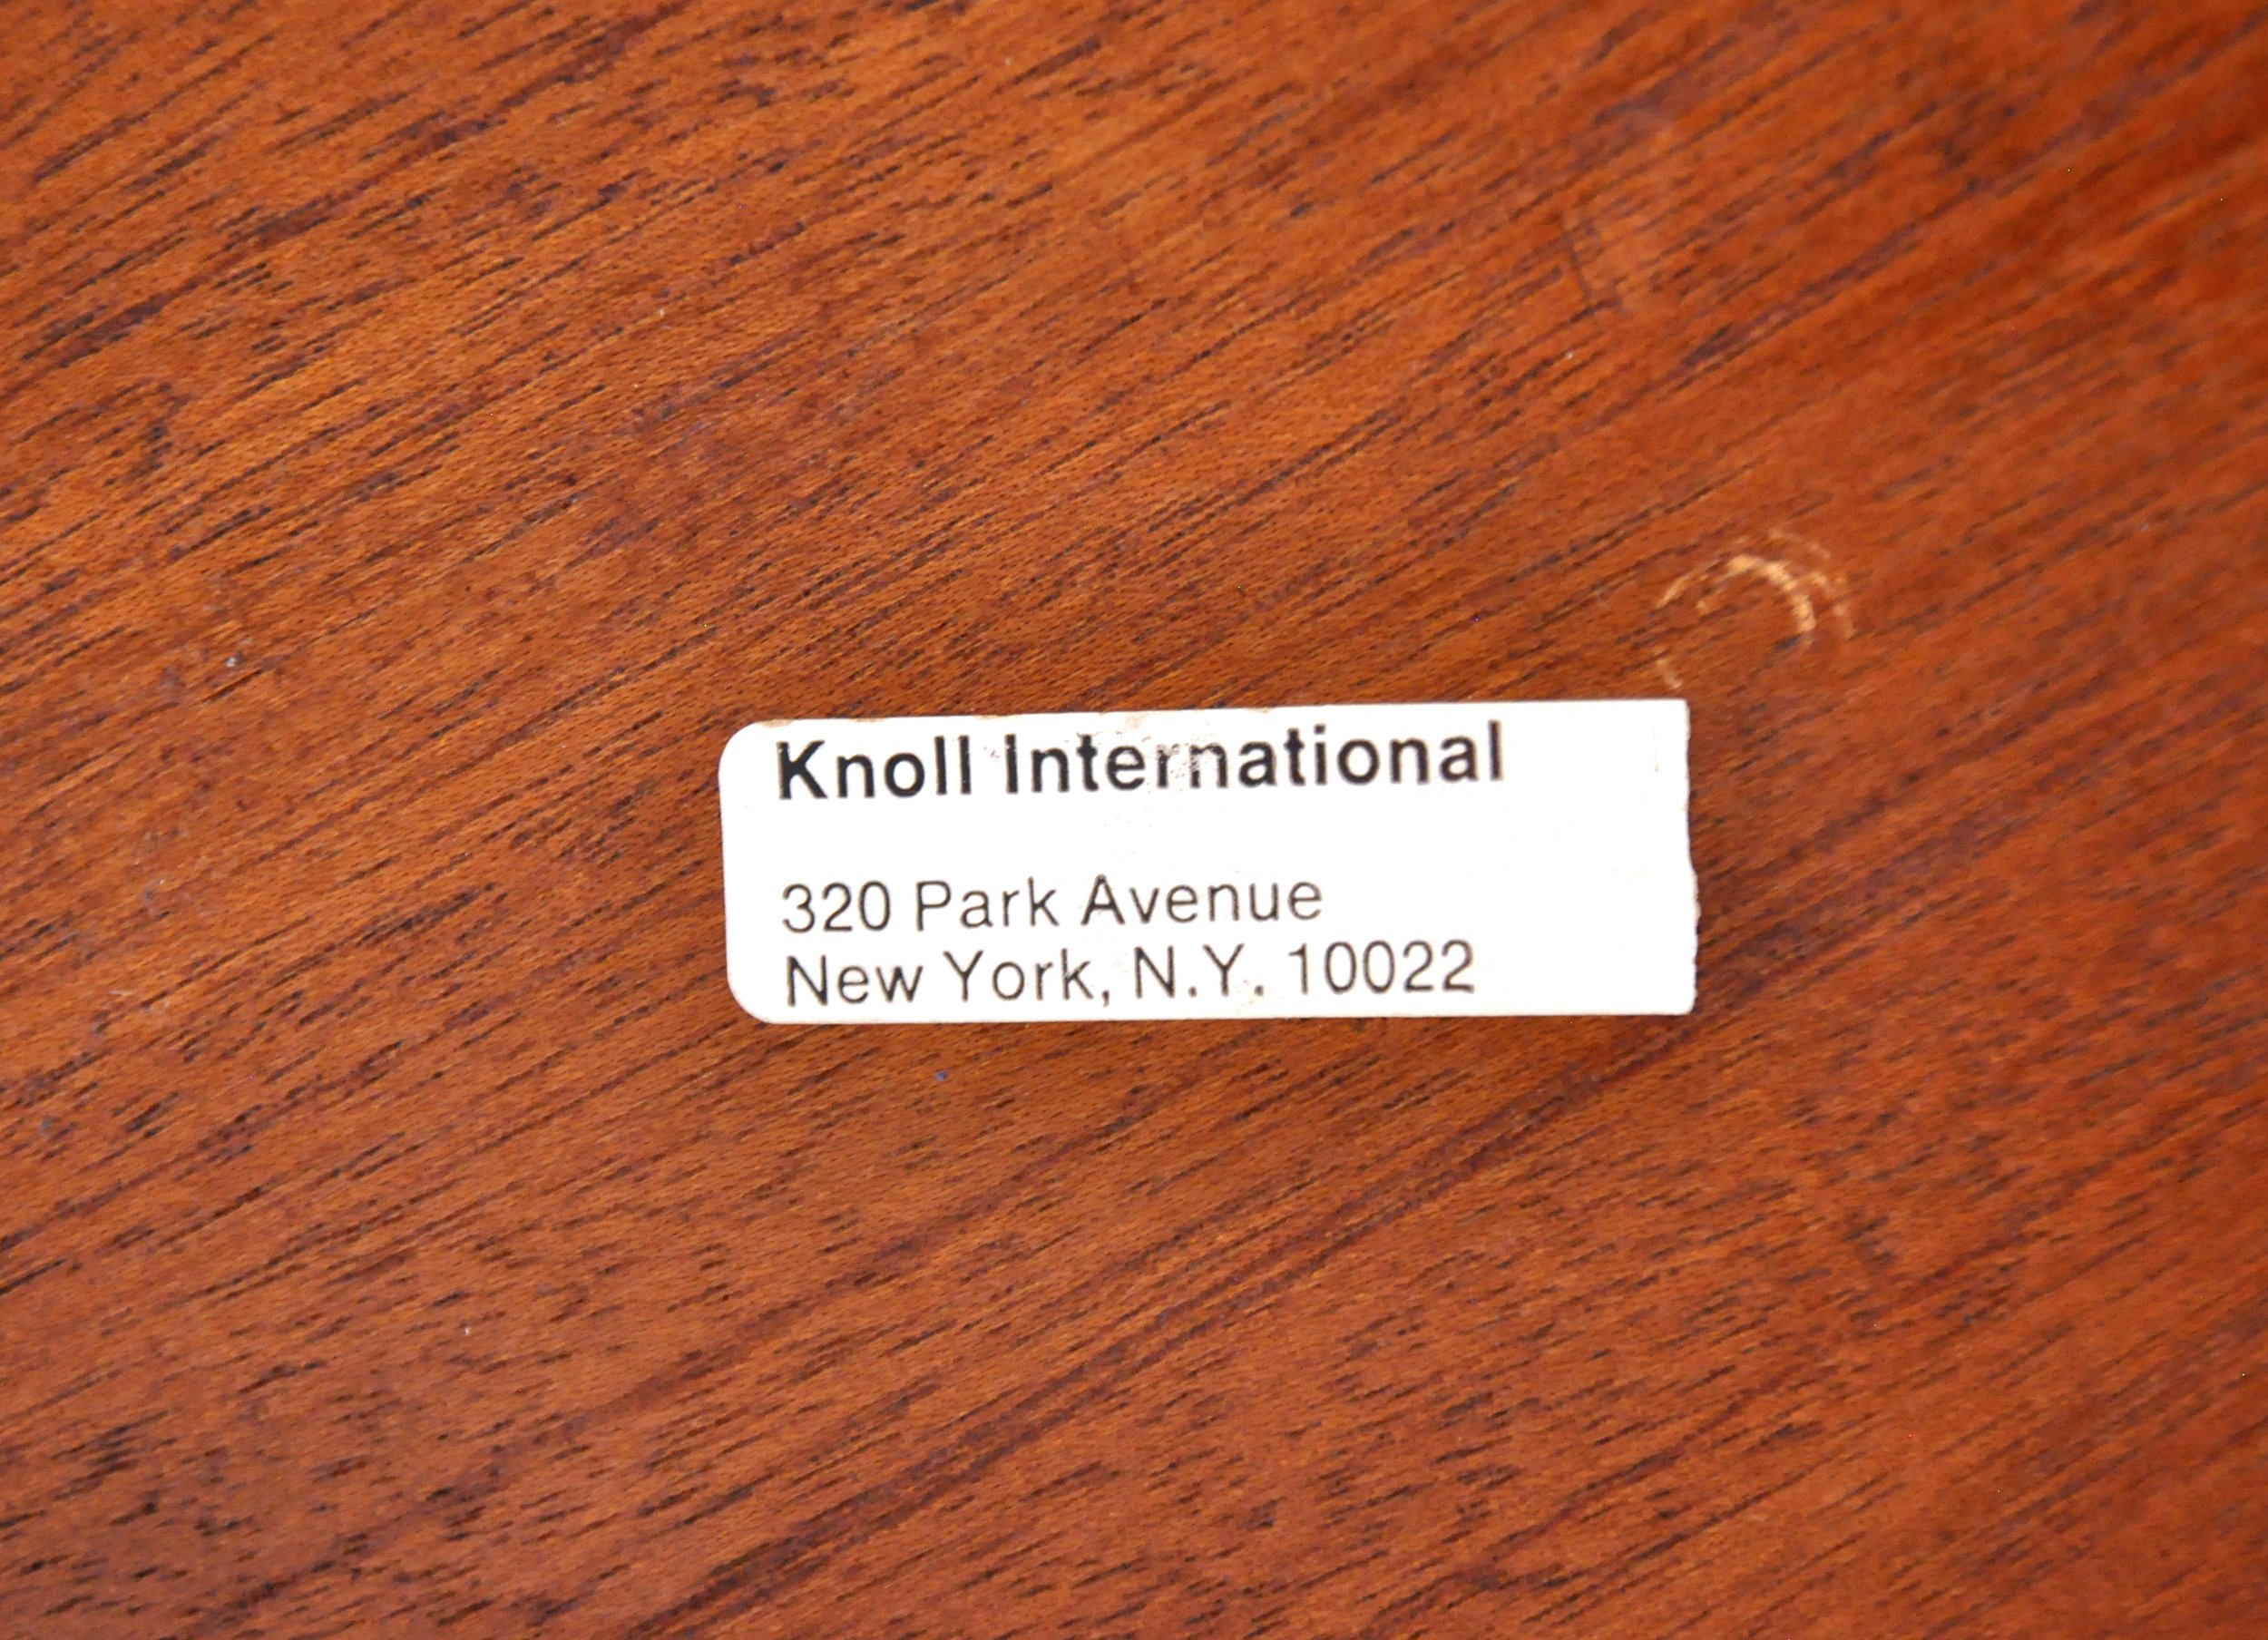 Knoll International
320 Park Avenue
New York, N.Y. 10022